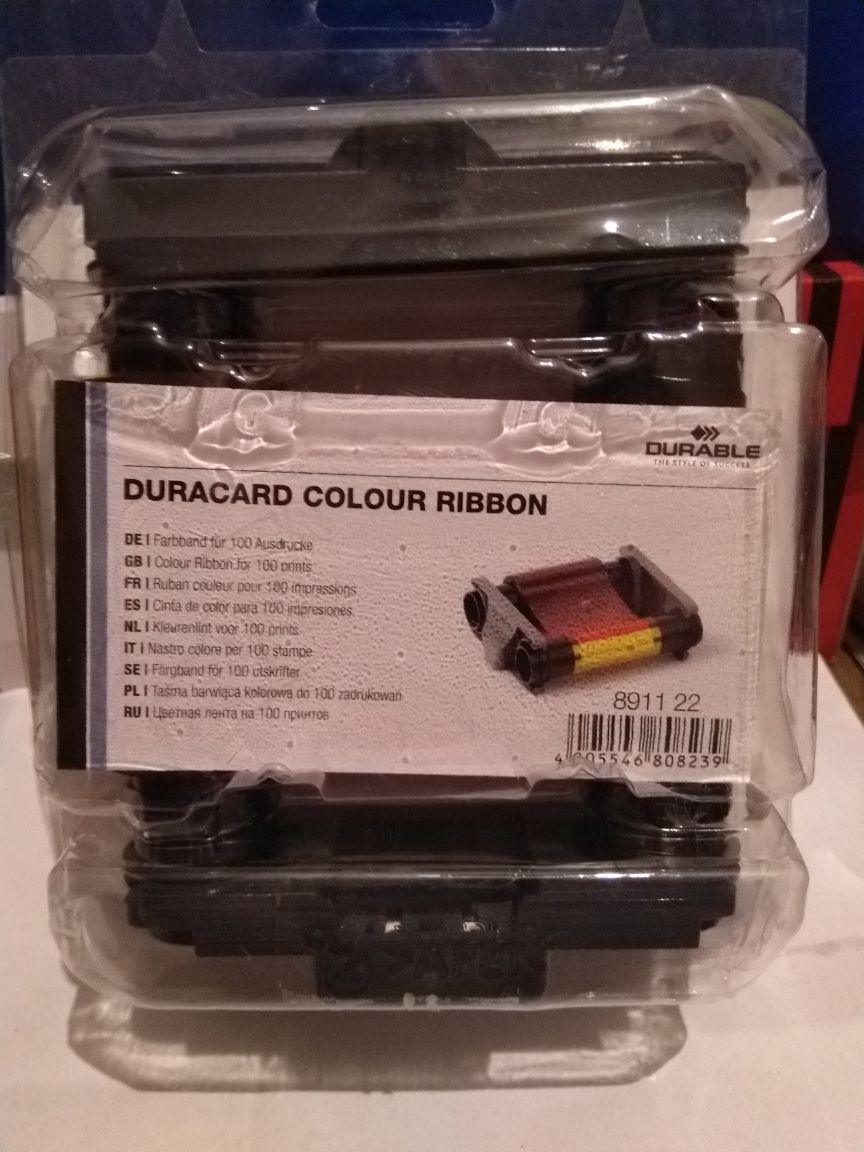 DURABLE
THE STYLE OF SUCCESS
DURACARD COLOUR RIBBON
DE | Farbband für 100 Ausdrucke
GB | Colour Ribbon for 100 prints
FR | Ruban couleur pour 100 impressions
ES | Cinta de color para 100 impresiones
NL | Kleurenlint voor 100 prints
IT | Nastro colore per 100 stampe
SE | Färgband för 100 utskrifter
PL | Taśma barwiąca kolorowa do 100 zadrukowań
RU | Цветная лента на 100 принтов
8911 22
4 005546 808239